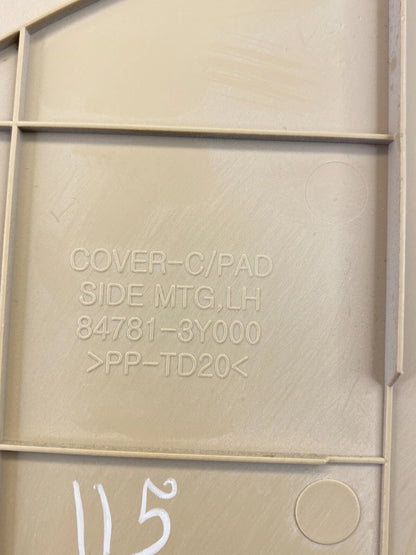 COVER-C/PAD
SIDE MTG,LH
84781-3Y000
>PP-TD20<
115